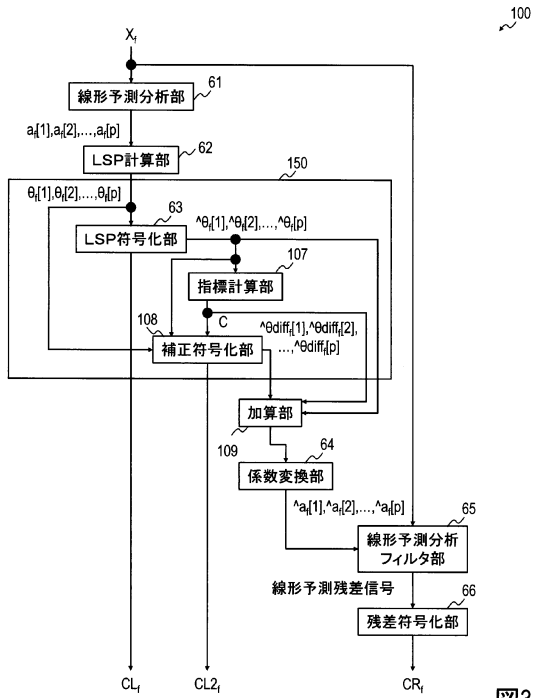 100
X_f
線形予測分析部
61
a_f[1],a_f[2],...,a_f[p]
LSP計算部
62
150
θ_f[1],θ_f[2],...,θ_f[p]
63
^θ_f[1],^θ_f[2],...,^θ_f[p]
LSP符号化部
107
指標計算部
108
C
^θdiff_f[1],^θdiff_f[2],
...,^θdiff_f[p]
補正符号化部
加算部
109
64
係数変換部
^a_f[1],^a_f[2],...,^a_f[p]
65
線形予測分析
フィルタ部
線形予測残差信号
66
残差符号化部
CL_f
CL2_f
CR_f